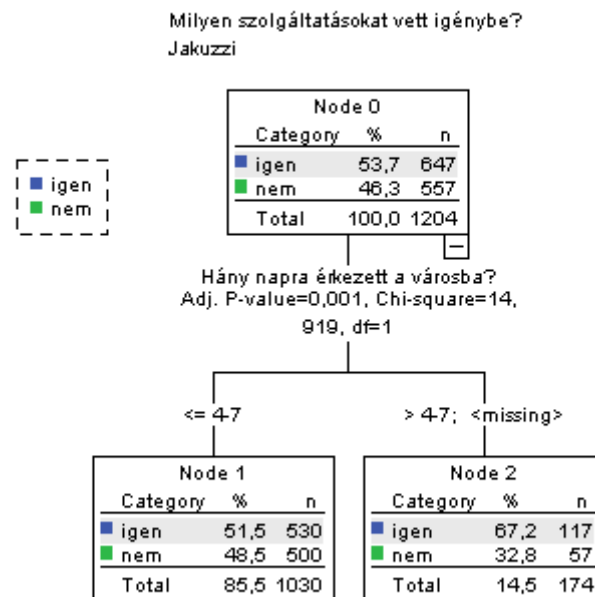 Milyen szolgáltatásokat vett igénybe?
Jakuzzi
Node 0
Category % n
igen 53,7 647
nem 46,3 557
Total 100,0 1204
igen
nem
Hány napra érkezett a városba?
Adj. P-value=0,001, Chi-square=14,
919, df=1
<= 4-7
> 4-7; <missing>
Node 1
Category % n
igen 51,5 530
nem 48,5 500
Total 85,5 1030
Node 2
Category % n
igen 67,2 117
nem 32,8 57
Total 14,5 174